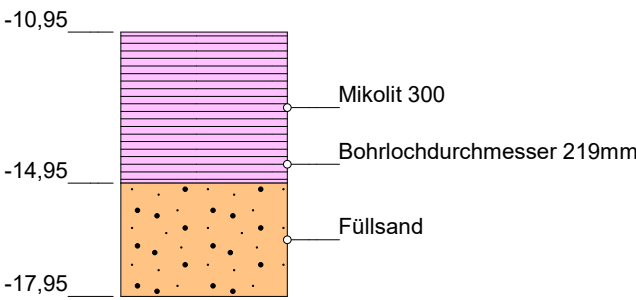 -10,95
Mikolit 300
Bohrlochdurchmesser 219mm
-14,95
Füllsand
-17,95